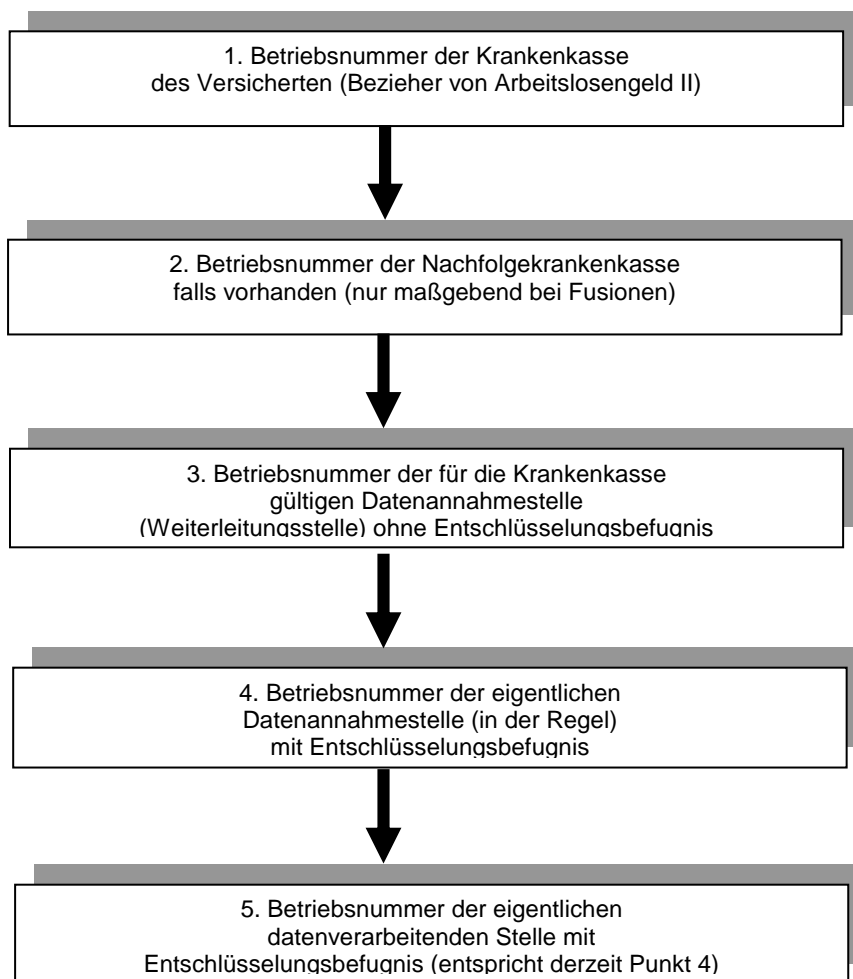 1. Betriebsnummer der Krankenkasse
des Versicherten (Bezieher von Arbeitslosengeld II)
2. Betriebsnummer der Nachfolgekrankenkasse
falls vorhanden (nur maßgebend bei Fusionen)
3. Betriebsnummer der für die Krankenkasse
gültigen Datenannahmestelle
(Weiterleitungsstelle) ohne Entschlüsselungsbefugnis
4. Betriebsnummer der eigentlichen
Datenannahmestelle (in der Regel)
mit Entschlüsselungsbefugnis
5. Betriebsnummer der eigentlichen
datenverarbeitenden Stelle mit
Entschlüsselungsbefugnis (entspricht derzeit Punkt 4)